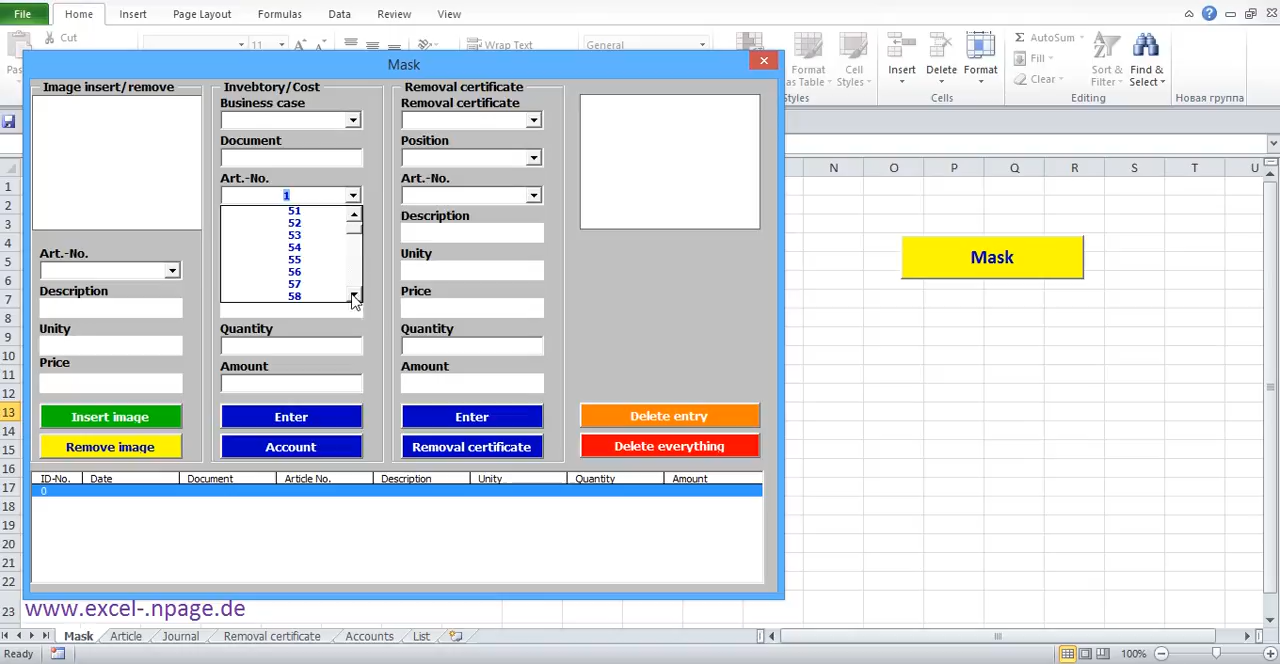 File Home Insert Page Layout Formulas Data Review View
Cut
11 Wrap Text General
AutoSum
Fill
Clear
Format Cell Insert Delete Format Sort & Find &
as Table Styles Filter Select
Styles Cells Editing Новая группа
Mask
N O P Q R S T U
1
2
3
4
5
6
7
8
9
10
11
12
13
14
15
16
17
18
19
20
21
22
23
Mask
Image insert/remove
Art.-No.
Description
Unity
Price
Insert image
Remove image
Invebtory/Cost
Business case
Document
Art.-No.
1
51
52
53
54
55
56
57
58
Quantity
Amount
Enter
Account
Removal certificate
Removal certificate
Position
Art.-No.
Description
Unity
Price
Quantity
Amount
Enter
Removal certificate
Delete entry
Delete everything
ID-No. Date Document Article No. Description Unity Quantity Amount
0
www.excel-.npage.de
Mask Article Journal Removal certificate Accounts List
Ready 100%